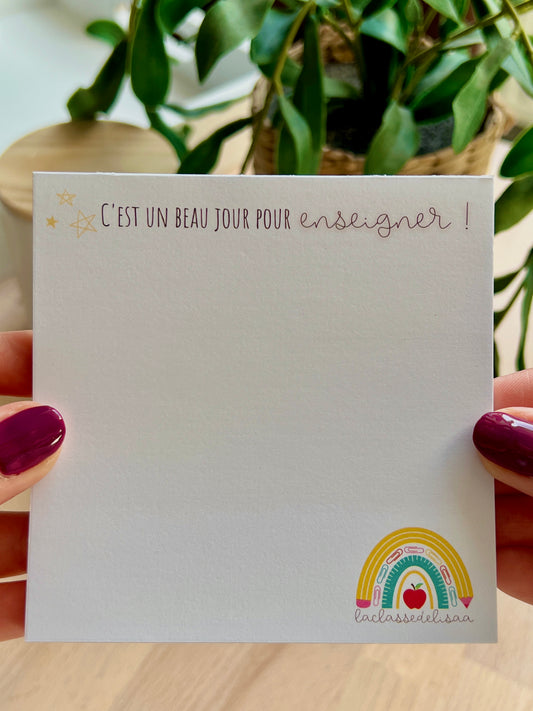 C'EST UN BEAU JOUR POUR enseigner !
laclassedelisaa